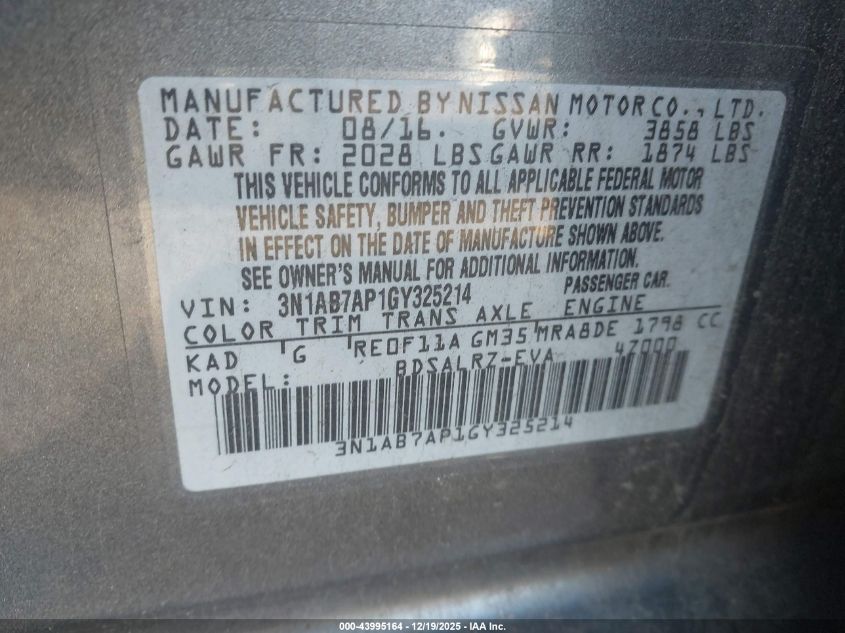 MANUFACTURED BY NISSAN MOTOR CO., LTD.
DATE: 08/16. GVWR: 3858 LBS
GAWR FR: 2028 LBS GAWR RR: 1874 LBS
THIS VEHICLE CONFORMS TO ALL APPLICABLE FEDERAL MOTOR
VEHICLE SAFETY, BUMPER AND THEFT PREVENTION STANDARDS
IN EFFECT ON THE DATE OF MANUFACTURE SHOWN ABOVE.
SEE OWNER'S MANUAL FOR ADDITIONAL INFORMATION.
VIN: 3N1AB7AP1GY325214 PASSENGER CAR.
COLOR TRIM TRANS AXLE ENGINE
KAD G RE0F11A GM35 MRA8DE 1798 CC
MODEL: BDSALRZ-EVA 47000
3N1AB7AP1GY325214
000-43995164 | 12/19/2025 | IAA Inc.